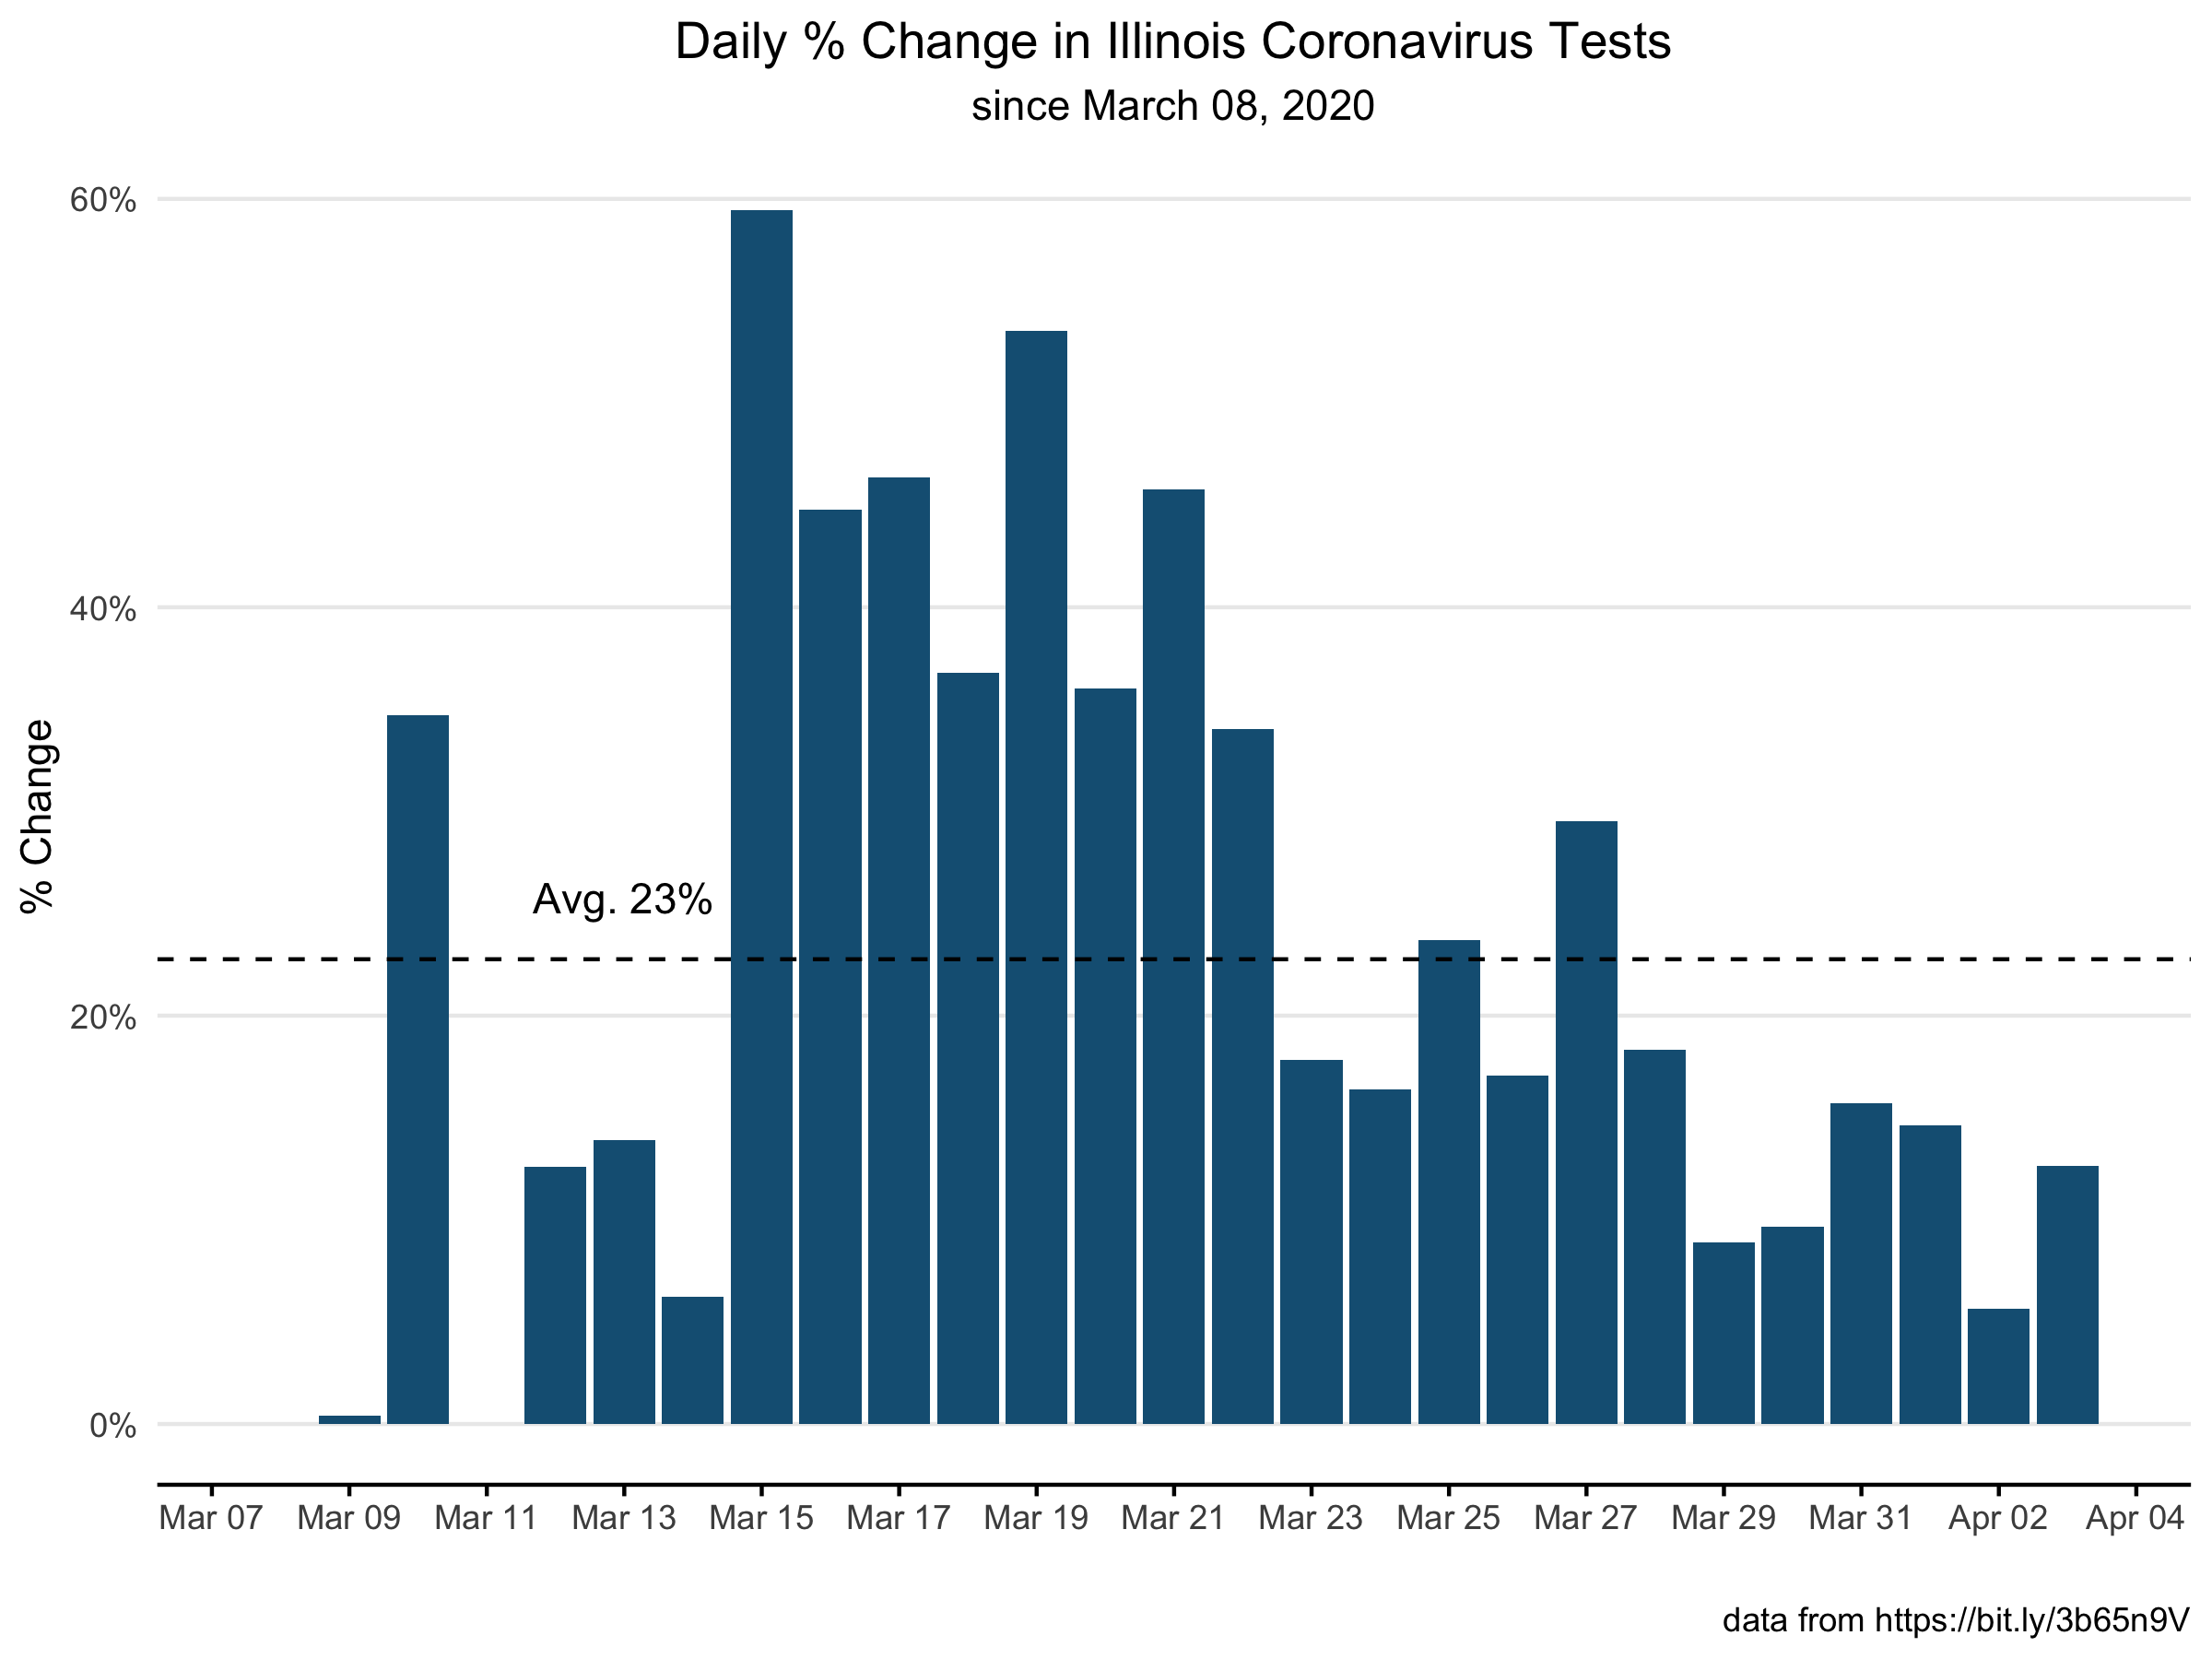 Daily % Change in Illinois Coronavirus Tests
since March 08, 2020
60%
40%
20%
0%
% Change
Avg. 23%
Mar 07 Mar 09 Mar 11 Mar 13 Mar 15 Mar 17 Mar 19 Mar 21 Mar 23 Mar 25 Mar 27 Mar 29 Mar 31 Apr 02 Apr 04
data from https://bit.ly/3b65n9V